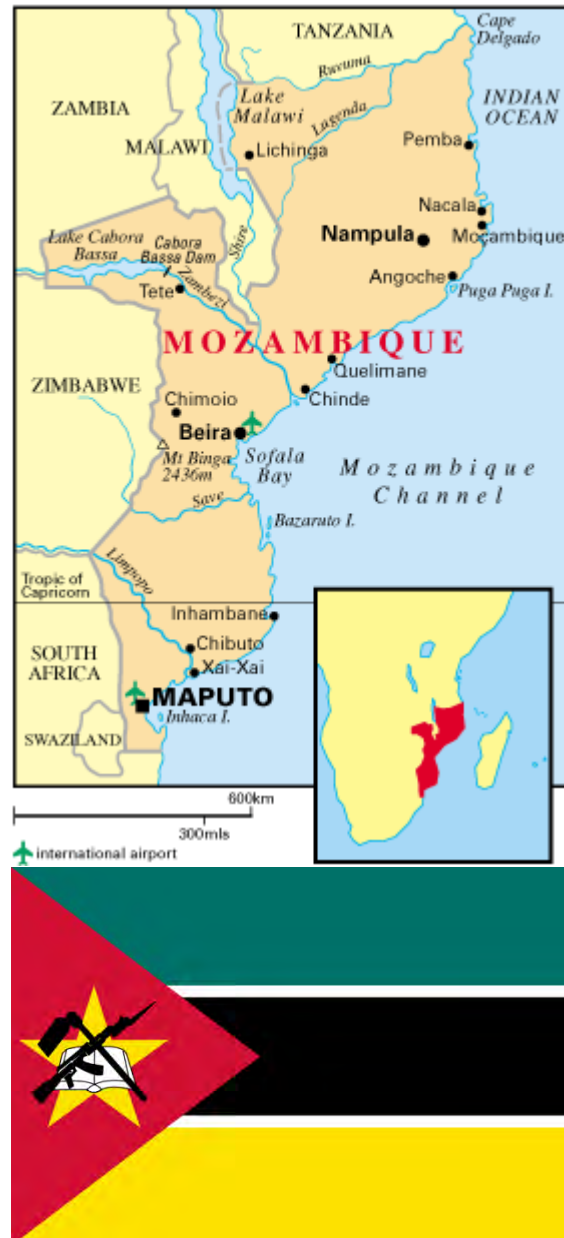 TANZANIA
Cape
Delgado
Ruvuma
ZAMBIA
Lake
Malawi
INDIAN
OCEAN
Lugenda
MALAWI
Lichinga
Pemba
Nacala
Moçambique
Nampula
Shire
Lake Cabora
Bassa
Cabora
Bassa Dam
Zambezi
Tete
Angoche
Puga Puga I.
MOZAMBIQUE
Quelimane
ZIMBABWE
Chimoio
Chinde
Beira
Mt Binga
2436m
Sofala
Bay
Mozambique
Channel
Save
Bazaruto I.
Limpopo
Tropic of
Capricorn
Inhambane
SOUTH
AFRICA
Chibuto
Xai-Xai
MAPUTO
Inhaca I.
SWAZILAND
600km
300mls
international airport